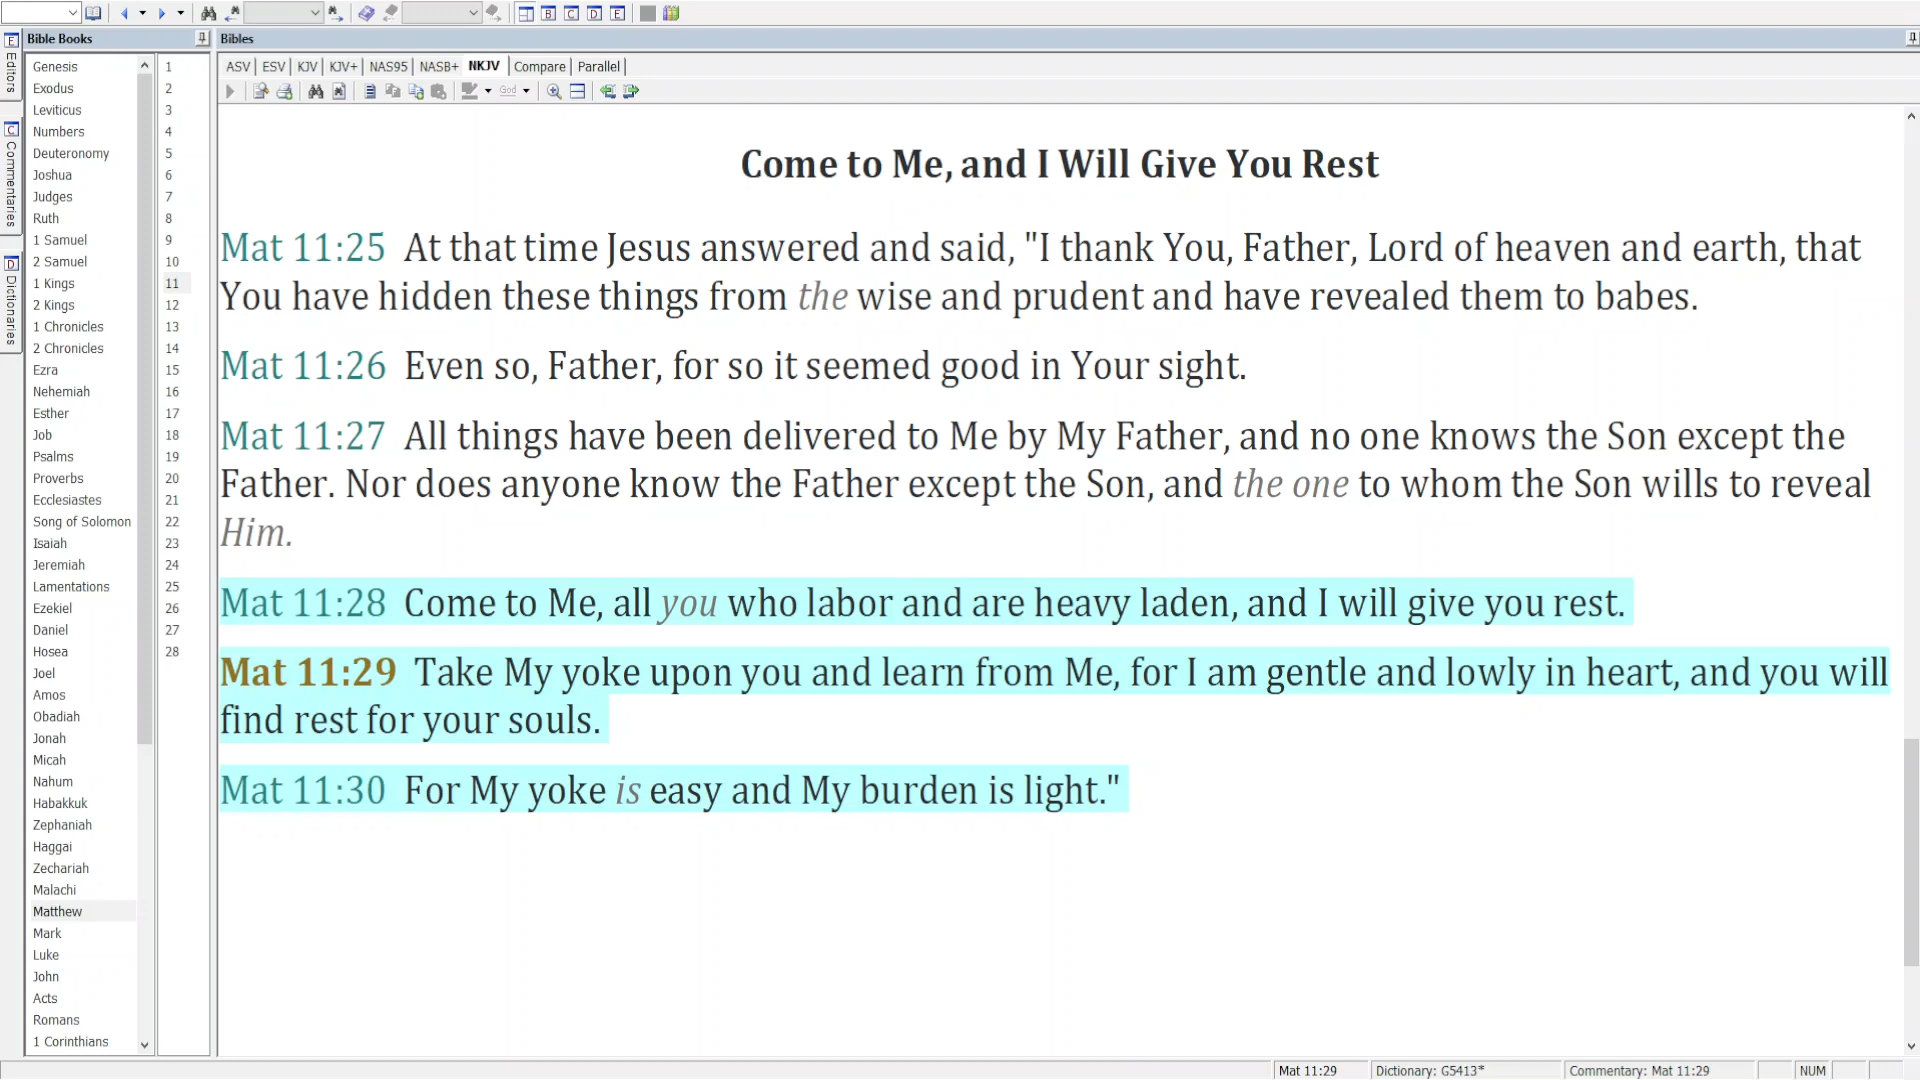 Bible Books
Bibles
Editors
Commentaries
Dictionaries
Genesis
Exodus
Leviticus
Numbers
Deuteronomy
Joshua
Judges
Ruth
1 Samuel
2 Samuel
1 Kings
2 Kings
1 Chronicles
2 Chronicles
Ezra
Nehemiah
Esther
Job
Psalms
Proverbs
Ecclesiastes
Song of Solomon
Isaiah
Jeremiah
Lamentations
Ezekiel
Daniel
Hosea
Joel
Amos
Obadiah
Jonah
Micah
Nahum
Habakkuk
Zephaniah
Haggai
Zechariah
Malachi
Matthew
Mark
Luke
John
Acts
Romans
1 Corinthians
1
2
3
4
5
6
7
8
9
10
11
12
13
14
15
16
17
18
19
20
21
22
23
24
25
26
27
28
ASV ESV KJV KJV+ NAS95 NASB+ NKJV Compare Parallel
God
Come to Me, and I Will Give You Rest
Mat 11:25 At that time Jesus answered and said, "I thank You, Father, Lord of heaven and earth, that
You have hidden these things from the wise and prudent and have revealed them to babes.
Mat 11:26 Even so, Father, for so it seemed good in Your sight.
Mat 11:27 All things have been delivered to Me by My Father, and no one knows the Son except the
Father. Nor does anyone know the Father except the Son, and the one to whom the Son wills to reveal
Him.
Mat 11:28 Come to Me, all you who labor and are heavy laden, and I will give you rest.
Mat 11:29 Take My yoke upon you and learn from Me, for I am gentle and lowly in heart, and you will
find rest for your souls.
Mat 11:30 For My yoke is easy and My burden is light."
Mat 11:29 Dictionary: G5413* Commentary: Mat 11:29 NUM